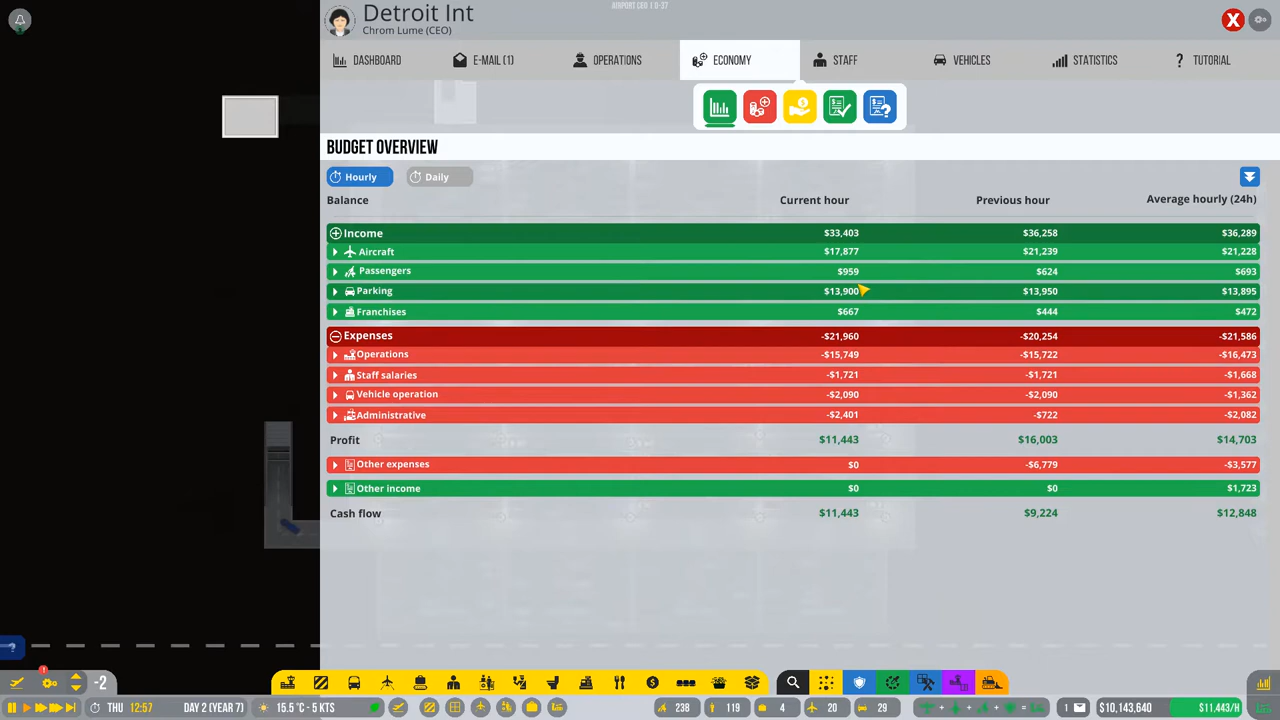 AIRPORT CEO | 0-37
Detroit Int
Chrom Lume (CEO)
X
DASHBOARD E-MAIL (1) OPERATIONS ECONOMY STAFF VEHICLES STATISTICS ? TUTORIAL
BUDGET OVERVIEW
Hourly Daily
Balance Current hour Previous hour Average hourly (24h)
Income $33,403 $36,258 $36,289
Aircraft $17,877 $21,239 $21,228
Passengers $959 $624 $693
Parking $13,900 $13,950 $13,895
Franchises $667 $444 $472
Expenses -$21,960 -$20,254 -$21,586
Operations -$15,749 -$15,722 -$16,473
Staff salaries -$1,721 -$1,721 -$1,668
Vehicle operation -$2,090 -$2,090 -$1,362
Administrative -$2,401 -$722 -$2,082
Profit $11,443 $16,003 $14,703
Other expenses $0 -$6,779 -$3,577
Other income $0 $0 $1,723
Cash flow $11,443 $9,224 $12,848
?
-2
THU 12:57 DAY 2 (YEAR 7) 15.5 °C - 5 KTS 238 119 4 20 29 1 $10,143,640 $11.443/H